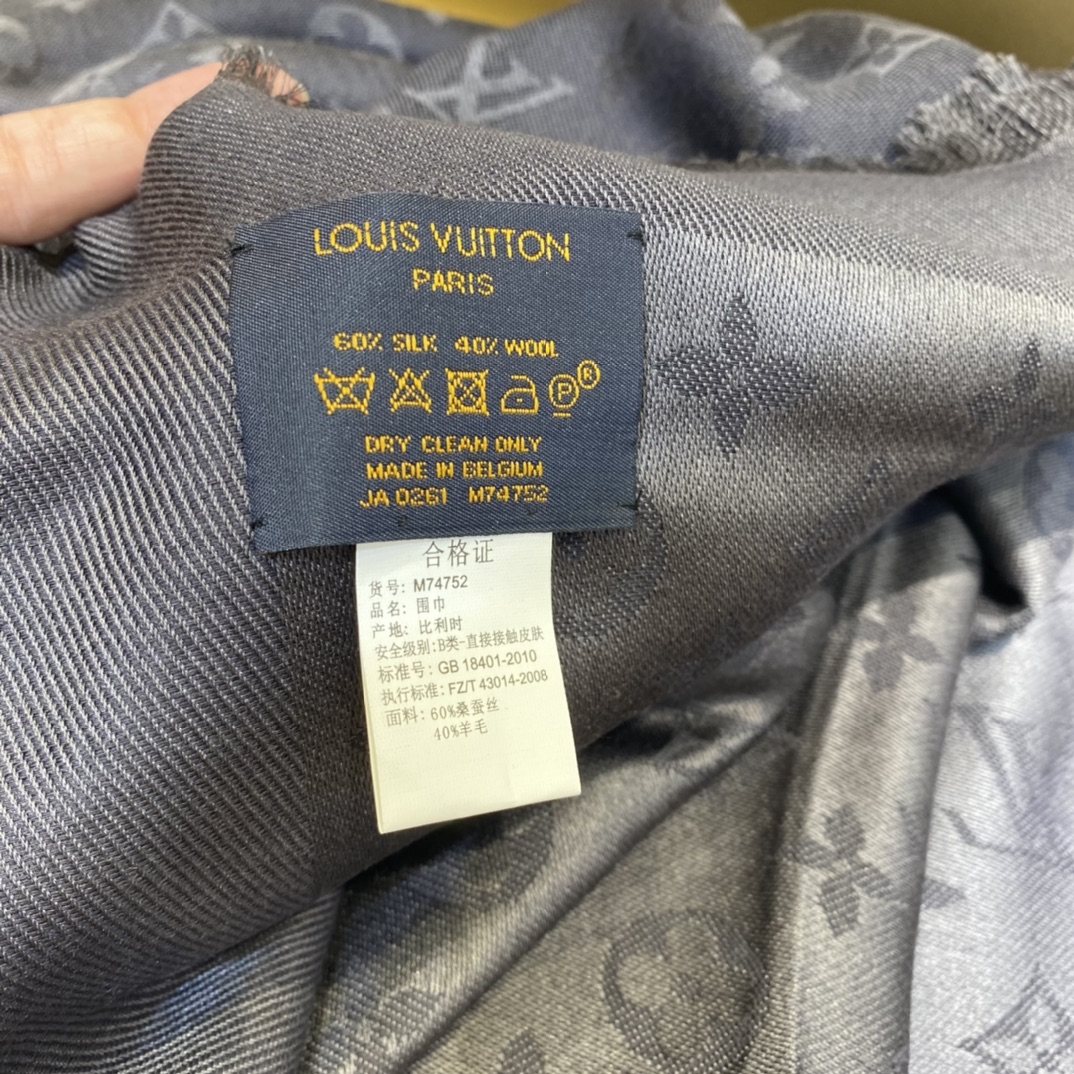 LOUIS VUITTON
PARIS
60% SILK 40% WOOL
P ®
DRY CLEAN ONLY
MADE IN BELGIUM
JA 0261 M74752
合格证
货号: M74752
品名: 围巾
产地: 比利时
安全级别:B类-直接接触皮肤
标准号: GB 18401-2010
执行标准: FZ/T 43014-2008
面料: 60%桑蚕丝
40%羊毛